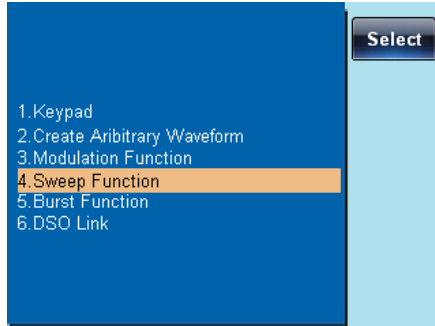 Select
1.Keypad
2.Create Aribitrary Waveform
3.Modulation Function
4.Sweep Function
5.Burst Function
6.DSO Link